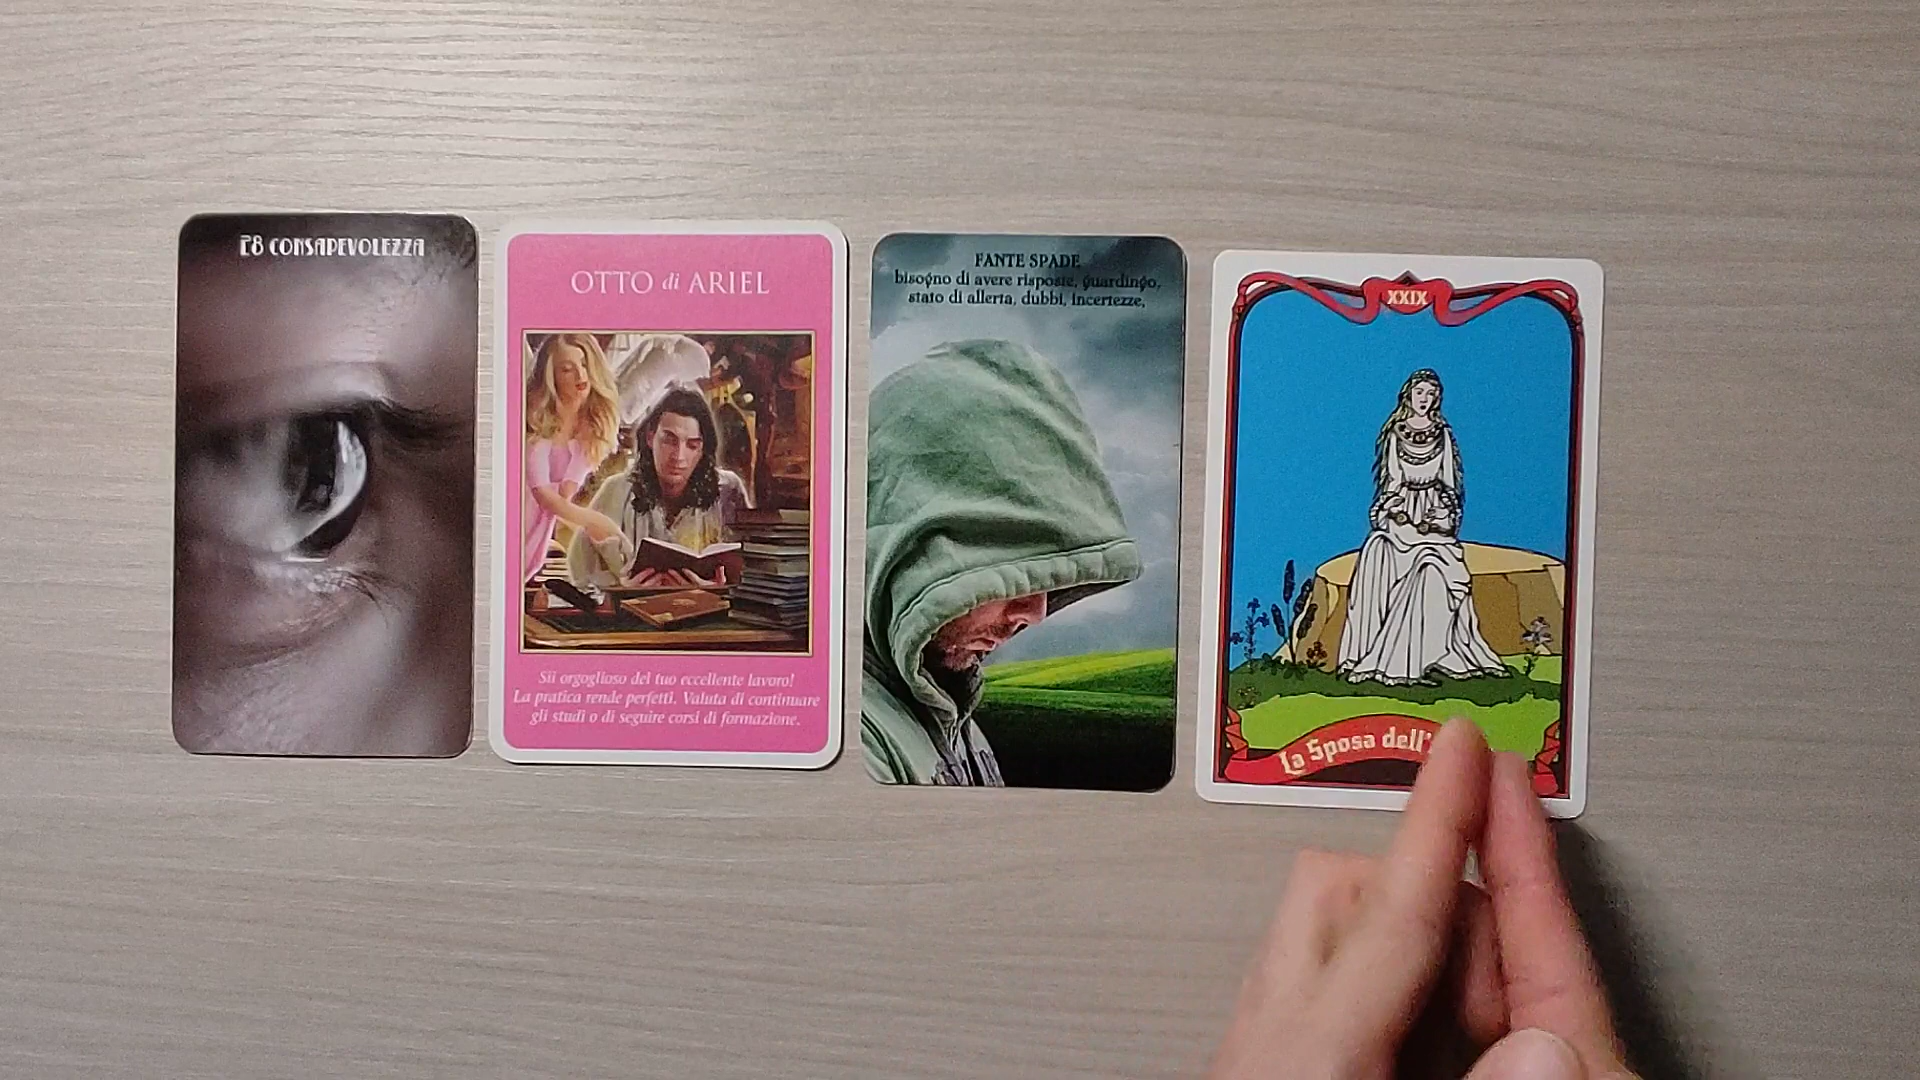 28 CONSAPEVOLEZZA
OTTO di ARIEL
Sii orgoglioso del tuo eccellente lavoro!
La pratica rende perfetti. Valuta di continuare
gli studi o di seguire corsi di formazione.
FANTE SPADE
bisogno di avere risposte, guardingo,
stato di allerta, dubbi, incertezze,
XXIX
La Sposa dell'